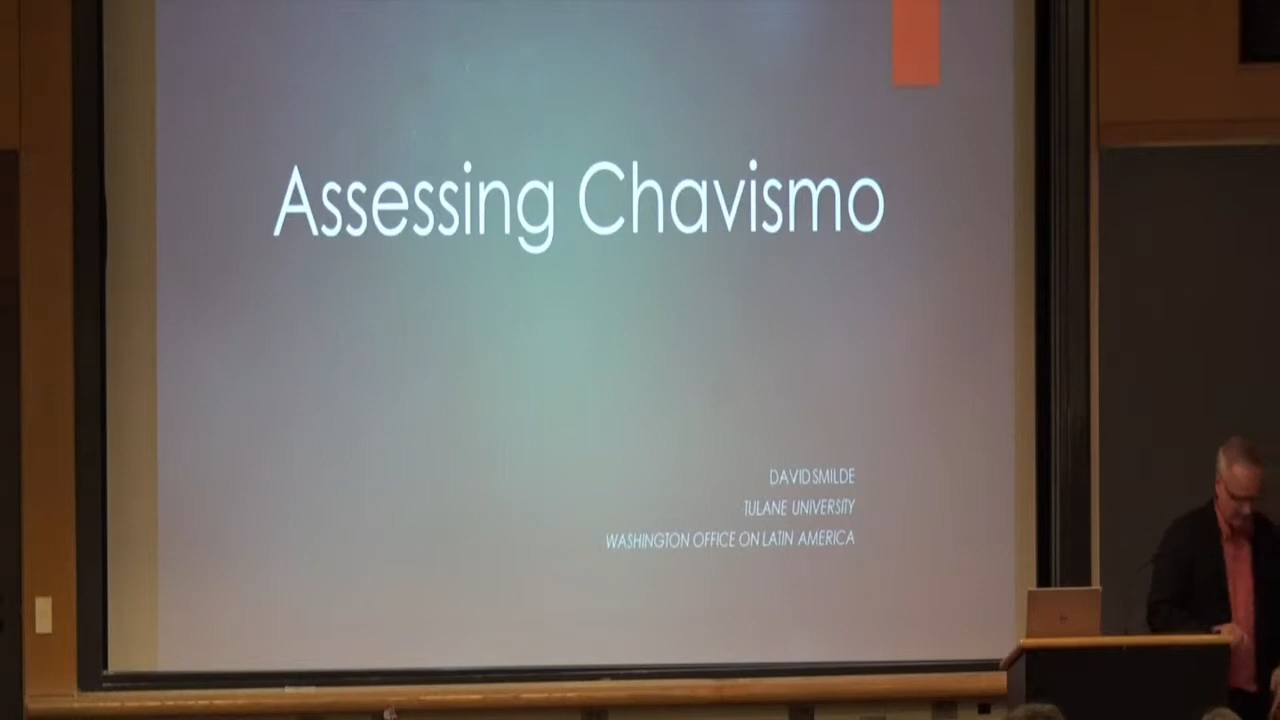 Assessing Chavismo
DAVID SMILDE
TULANE UNIVERSITY
WASHINGTON OFFICE ON LATIN AMERICA